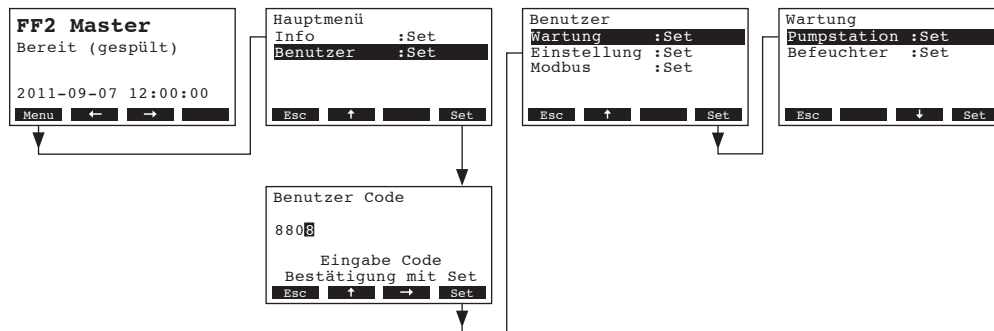 FF2 Master
Bereit (gespült)
2011-09-07 12:00:00
Menu ← →
Hauptmenü
Info :Set
Benutzer :Set
Esc ↑ Set
Benutzer Code
8808
Eingabe Code
Bestätigung mit Set
Esc ↑ → Set
Benutzer
Wartung :Set
Einstellung :Set
Modbus :Set
Esc ↑ Set
Wartung
Pumpstation :Set
Befeuchter :Set
Esc ↓ Set